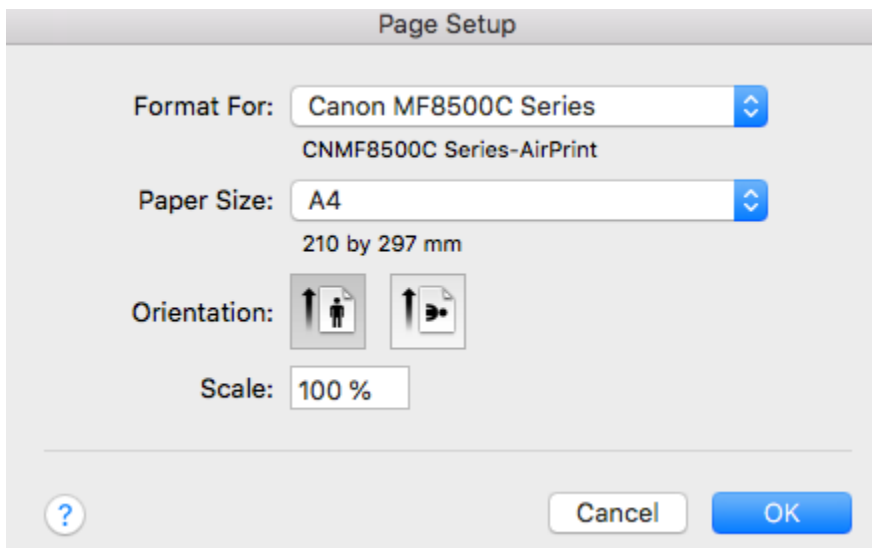 Page Setup
Format For: Canon MF8500C Series
CNMF8500C Series-AirPrint
Paper Size: A4
210 by 297 mm
Orientation:
Scale: 100 %
? Cancel OK